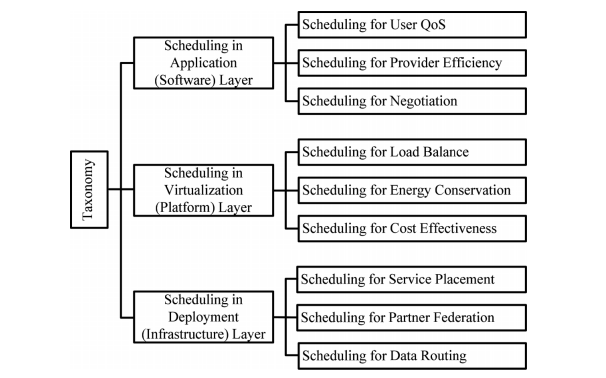 Taxonomy
Scheduling in
Application
(Software) Layer
Scheduling for User QoS
Scheduling for Provider Efficiency
Scheduling for Negotiation
Scheduling in
Virtualization
(Platform) Layer
Scheduling for Load Balance
Scheduling for Energy Conservation
Scheduling for Cost Effectiveness
Scheduling in
Deployment
(Infrastructure) Layer
Scheduling for Service Placement
Scheduling for Partner Federation
Scheduling for Data Routing